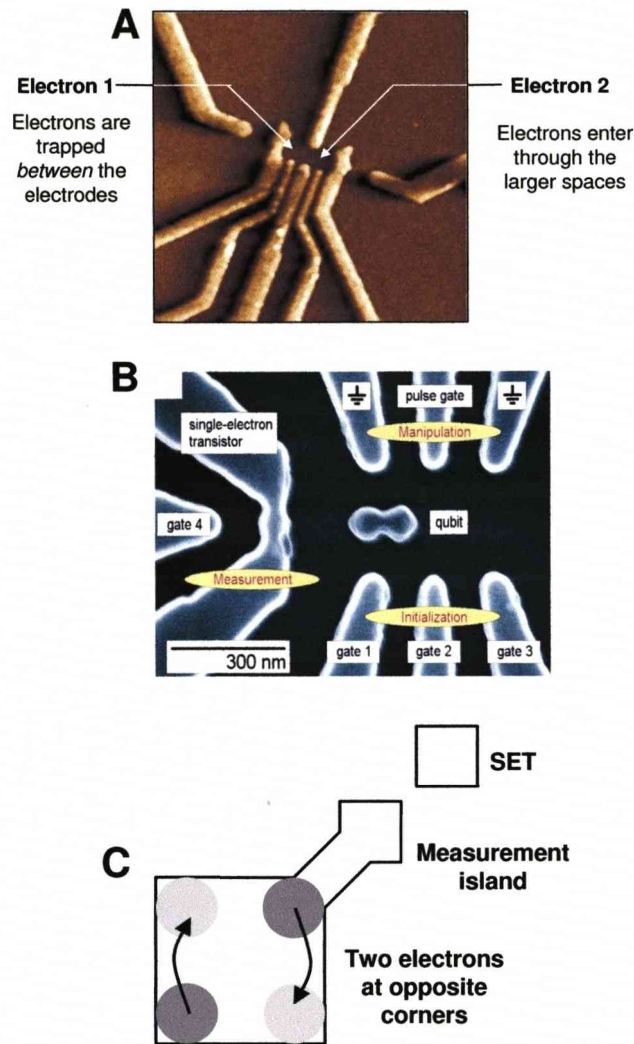 A
Electron 1
Electron 2
Electrons are
trapped
between the
electrodes
Electrons enter
through the
larger spaces
B
single-electron
transistor
pulse gate
Manipulation
gate 4
qubit
Measurement
Initialization
300 nm
gate 1
gate 2
gate 3
SET
Measurement
island
C
Two electrons
at opposite
corners